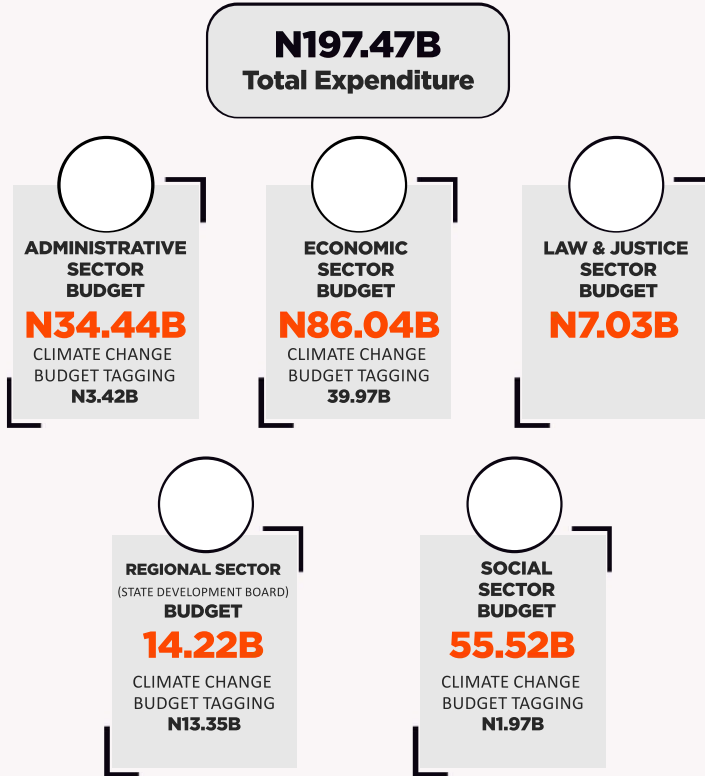 N197.47B
Total Expenditure
ADMINISTRATIVE
SECTOR
BUDGET
N34.44B
CLIMATE CHANGE
BUDGET TAGGING
N3.42B
ECONOMIC
SECTOR
BUDGET
N86.04B
CLIMATE CHANGE
BUDGET TAGGING
39.97B
LAW & JUSTICE
SECTOR
BUDGET
N7.03B
REGIONAL SECTOR
(STATE DEVELOPMENT BOARD)
BUDGET
14.22B
CLIMATE CHANGE
BUDGET TAGGING
N13.35B
SOCIAL
SECTOR
BUDGET
55.52B
CLIMATE CHANGE
BUDGET TAGGING
N1.97B